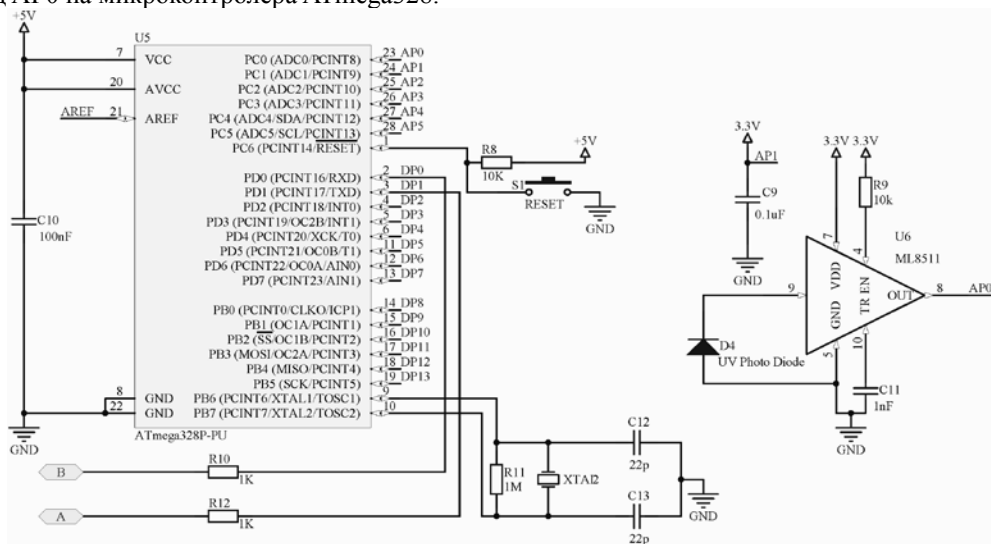 АР0 на микроконтролера ATmega328.
+5V
U5
7 VCC
20 AVCC
AREF 21 AREF
PC0 (ADC0/PCINT8) 23 AP0
PC1 (ADC1/PCINT9) 24 AP1
PC2 (ADC2/PCINT10) 25 AP2
PC3 (ADC3/PCINT11) 26 AP3
PC4 (ADC4/SDA/PCINT12) 27 AP4
PC5 (ADC5/SCL/PCINT13) 28 AP5
PC6 (PCINT14/RESET) 1
PD0 (PCINT16/RXD) 2 DP0
PD1 (PCINT17/TXD) 3 DP1
PD2 (PCINT18/INT0) 4 DP2
PD3 (PCINT19/OC2B/INT1) 5 DP3
PD4 (PCINT20/XCK/T0) 6 DP4
PD5 (PCINT21/OC0B/T1) 11 DP5
PD6 (PCINT22/OC0A/AIN0) 12 DP6
PD7 (PCINT23/AIN1) 13 DP7
PB0 (PCINT0/CLKO/ICP1) 14 DP8
PB1 (OC1A/PCINT1) 15 DP9
PB2 (SS/OC1B/PCINT2) 16 DP10
PB3 (MOSI/OC2A/PCINT3) 17 DP11
PB4 (MISO/PCINT4) 18 DP12
PB5 (SCK/PCINT5) 19 DP13
8 GND PB6 (PCINT6/XTAL1/TOSC1) 9
22 GND PB7 (PCINT7/XTAL2/TOSC2) 10
ATmega328P-PU
C10
100nF
GND
R8
10K
+5V
S1
RESET
GND
B R10
1K
A R12
1K
R11
1M
XTAl2
C12
22p
C13
22p
GND
3.3V
AP1
C9
0.1uF
GND
3.3V
3.3V
R9
10k
U6
ML8511
7 VDD
4 EN
9
OUT 8 AP0
5 GND
10 TR
D4
UV Photo Diode
C11
1nF
GND